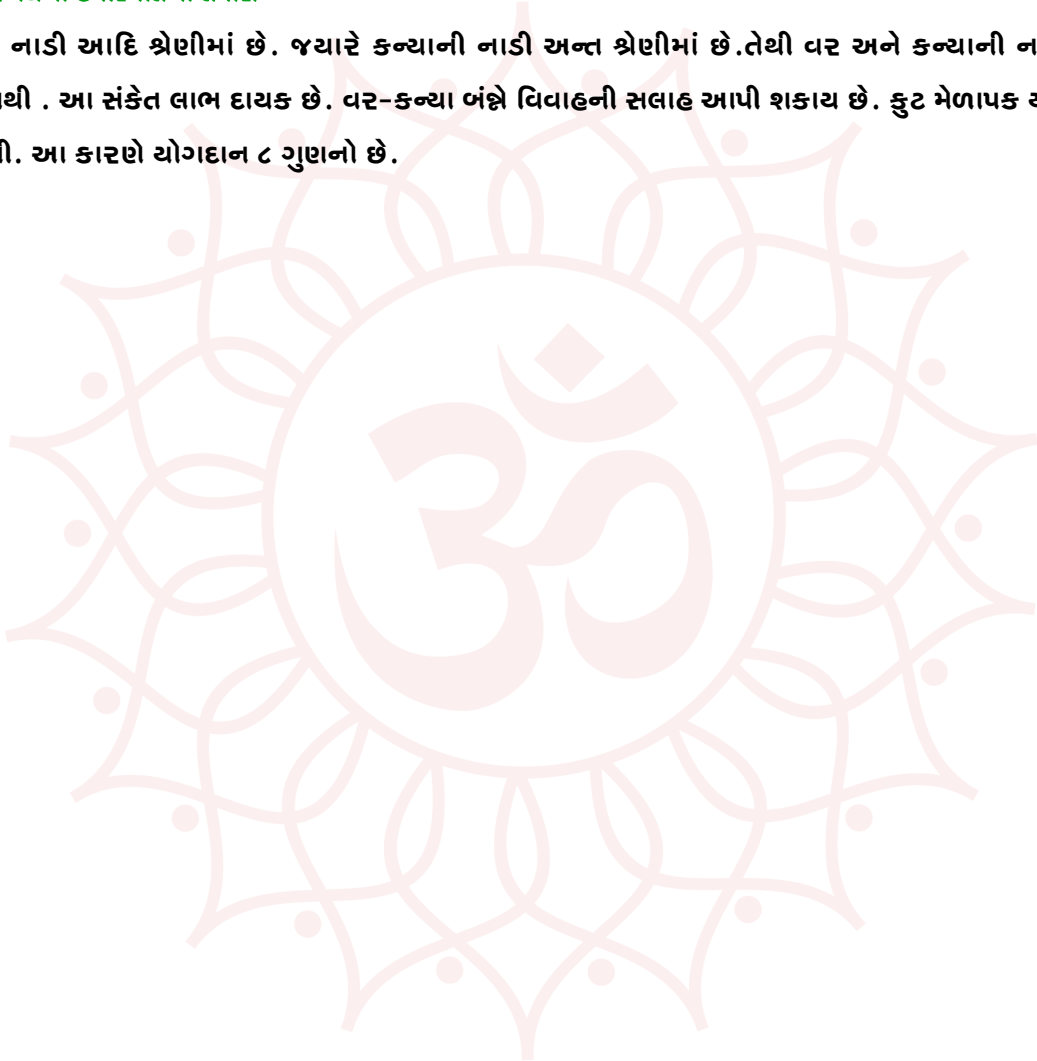 નાડી આદિ શ્રેણીમાં છે. જયારે કન્યાની નાડી અન્ત શ્રેણીમાં છે.તેથી વર અને કન્યાની
. આ સંકેત લાભ દાયક છે. વર-કન્યા બંન્ને વિવાહની સલાહ આપી શકાય છે. કુટ મેળાપક
. આ કારણે યોગદાન ૮ ગુણનો છે.
ॐ